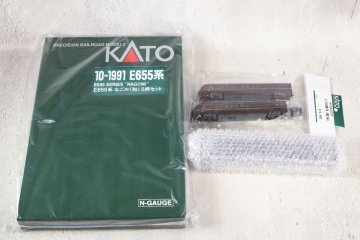 PRECISION RAILROAD MODELS
KATO
10-1991 E655系
E655 SERIES "NAGOMI"
E655系 なごみ(和) 5両セット
N-GAUGE